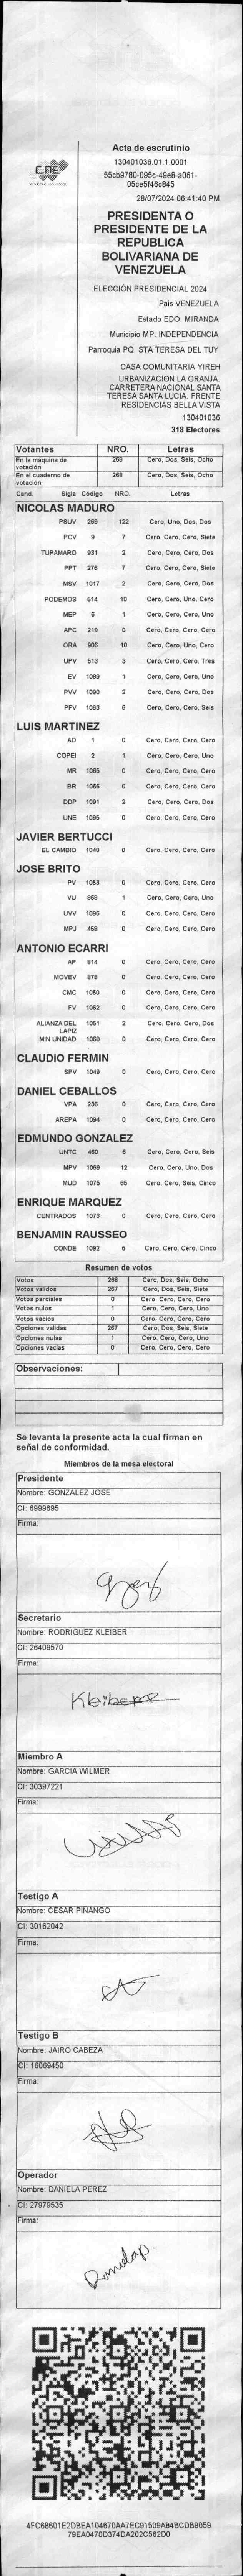 CNE
Acta de escrutinio
130401036.01.1.0001
55cb9780-095c-49e8-a061-
05ce5f46c845
28/07/2024 06:41:40 PM
PRESIDENTA O
PRESIDENTE DE LA
REPUBLICA
BOLIVARIANA DE
VENEZUELA
ELECCIÓN PRESIDENCIAL 2024
Pais VENEZUELA
Estado EDO. MIRANDA
Municipio MP. INDEPENDENCIA
Parroquia PQ. STA TERESA DEL TUY
CASA COMUNITARIA YIREH
URBANIZACION LA GRANJA.
CARRETERA NACIONAL SANTA
TERESA SANTA LUCIA. FRENTE
RESIDENCIAS BELLA VISTA
130401036
318 Electores
Votantes NRO. Letras
En la máquina de votación 268 Cero, Dos, Seis, Ocho
En el cuaderno de votación 268 Cero, Dos, Seis, Ocho
Cand. Sigla Código NRO. Letras
NICOLAS MADURO
PSUV 269 122 Cero, Uno, Dos, Dos
PCV 9 7 Cero, Cero, Cero, Siete
TUPAMARO 931 2 Cero, Cero, Cero, Dos
PPT 276 7 Cero, Cero, Cero, Siete
MSV 1017 2 Cero, Cero, Cero, Dos
PODEMOS 514 10 Cero, Cero, Uno, Cero
MEP 6 1 Cero, Cero, Cero, Uno
APC 219 0 Cero, Cero, Cero, Cero
ORA 906 10 Cero, Cero, Uno, Cero
UPV 513 3 Cero, Cero, Cero, Tres
EV 1089 1 Cero, Cero, Cero, Uno
PVV 1090 2 Cero, Cero, Cero, Dos
PFV 1093 6 Cero, Cero, Cero, Seis
LUIS MARTINEZ
AD 1 0 Cero, Cero, Cero, Cero
COPEI 2 1 Cero, Cero, Cero, Uno
MR 1065 0 Cero, Cero, Cero, Cero
BR 1066 0 Cero, Cero, Cero, Cero
DDP 1091 2 Cero, Cero, Cero, Dos
UNE 1095 0 Cero, Cero, Cero, Cero
JAVIER BERTUCCI
EL CAMBIO 1048 0 Cero, Cero, Cero, Cero
JOSE BRITO
PV 1053 0 Cero, Cero, Cero, Cero
VU 868 1 Cero, Cero, Cero, Uno
UVV 1096 0 Cero, Cero, Cero, Cero
MPJ 458 0 Cero, Cero, Cero, Cero
ANTONIO ECARRI
AP 814 0 Cero, Cero, Cero, Cero
MOVEV 878 0 Cero, Cero, Cero, Cero
CMC 1050 0 Cero, Cero, Cero, Cero
FV 1052 0 Cero, Cero, Cero, Cero
ALIANZA DEL LAPIZ 1051 2 Cero, Cero, Cero, Dos
MIN UNIDAD 1069 0 Cero, Cero, Cero, Cero
CLAUDIO FERMIN
SPV 1049 0 Cero, Cero, Cero, Cero
DANIEL CEBALLOS
VPA 236 0 Cero, Cero, Cero, Cero
AREPA 1094 0 Cero, Cero, Cero, Cero
EDMUNDO GONZALEZ
UNTC 460 6 Cero, Cero, Cero, Seis
MPV 1069 12 Cero, Cero, Uno, Dos
MUD 1075 65 Cero, Cero, Seis, Cinco
ENRIQUE MARQUEZ
CENTRADOS 1073 0 Cero, Cero, Cero, Cero
BENJAMIN RAUSSEO
CONDE 1092 5 Cero, Cero, Cero, Cinco
Resumen de votos
Votos 268 Cero, Dos, Seis, Ocho
Votos validos 267 Cero, Dos, Seis, Siete
Votos parciales 0 Cero, Cero, Cero, Cero
Votos nulos 1 Cero, Cero, Cero, Uno
Votos vacios 0 Cero, Cero, Cero, Cero
Opciones validas 267 Cero, Dos, Seis, Siete
Opciones nulas 1 Cero, Cero, Cero, Uno
Opciones vacias 0 Cero, Cero, Cero, Cero
Observaciones:
Se levanta la presente acta la cual firman en
señal de conformidad.
Miembros de la mesa electoral
Presidente
Nombre: GONZALEZ JOSE
CI: 6999695
Firma:
Secretario
Nombre: RODRIGUEZ KLEIBER
CI: 26409570
Firma:
Kleiber R
Miembro A
Nombre: GARCIA WILMER
CI: 30397221
Firma:
Testigo A
Nombre: CESAR PINANGO
CI: 30162042
Firma:
Testigo B
Nombre: JAIRO CABEZA
CI: 16069450
Firma:
Operador
Nombre: DANIELA PEREZ
CI: 27979535
Firma:
Danielap.
4FC68601E2DBEA104670AA7EC91509A84BCDB9059
79EA0470D374DA202C562D0